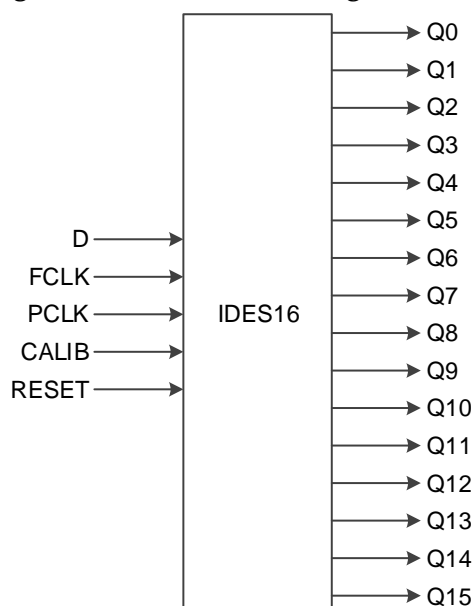 D
FCLK
PCLK
CALIB
RESET
IDES16
Q0
Q1
Q2
Q3
Q4
Q5
Q6
Q7
Q8
Q9
Q10
Q11
Q12
Q13
Q14
Q15